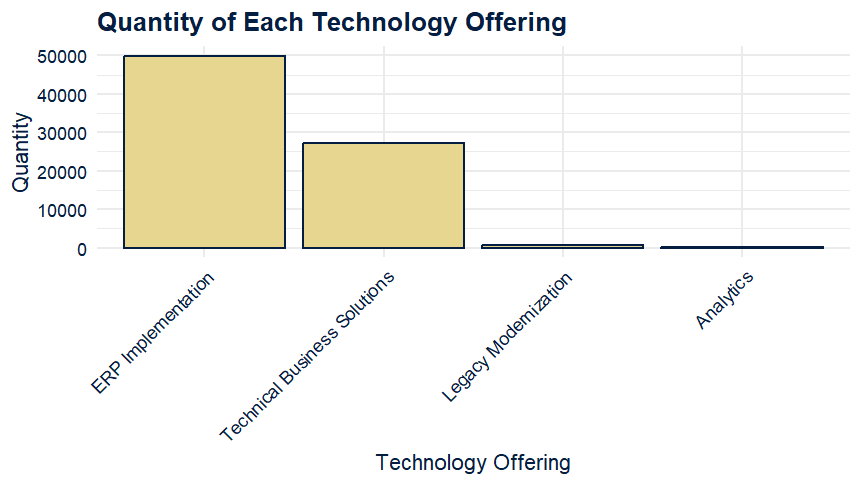 Quantity of Each Technology Offering
Quantity
50000
40000
30000
20000
10000
0
ERP Implementation
Technical Business Solutions
Legacy Modernization
Analytics
Technology Offering